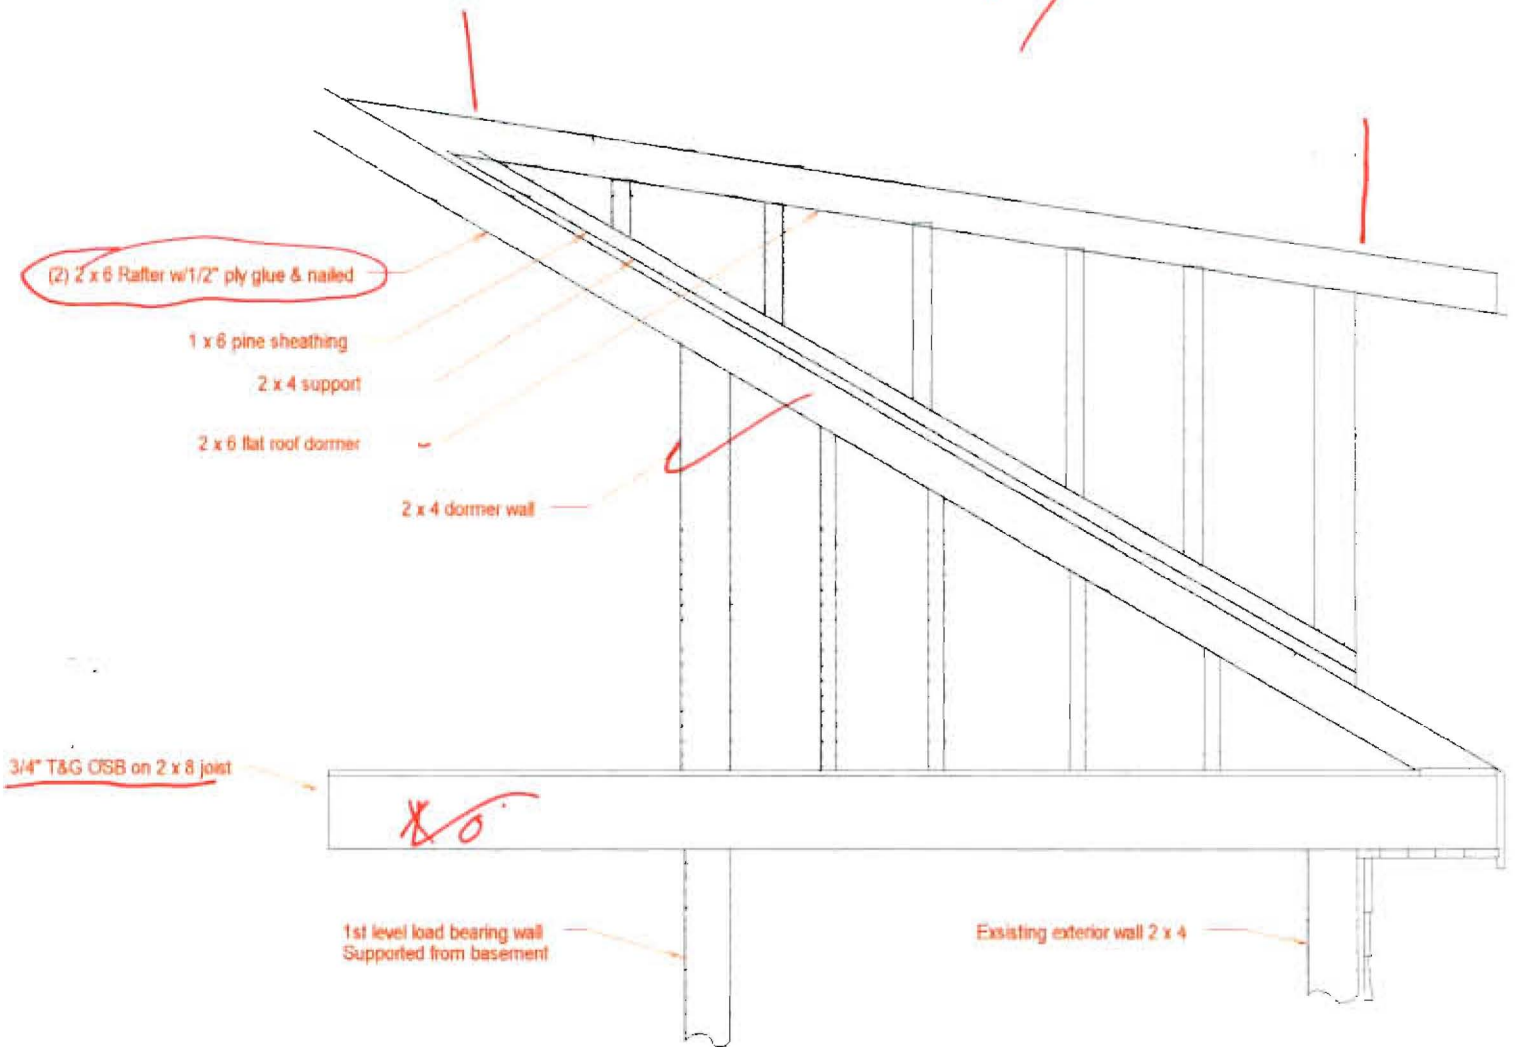 (2) 2 x 6 Rafter w/1/2" ply glue & nailed
1 x 6 pine sheathing
2 x 4 support
2 x 6 flat roof dormer
2 x 4 dormer wall
3/4" T&G OSB on 2 x 8 joist
1st level load bearing wall
Supported from basement
Exsisting exterior wall 2 x 4